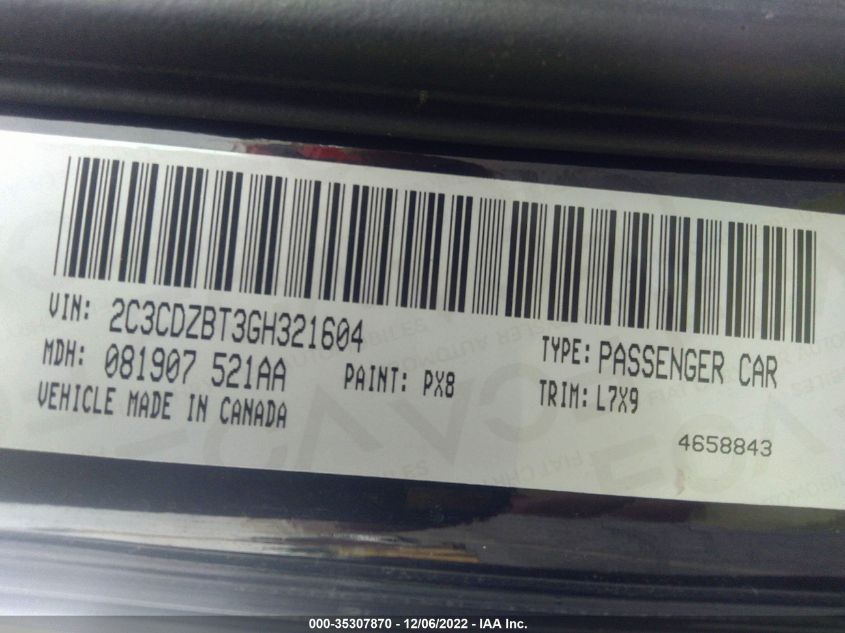 VIN: 2C3CDZBT3GH321604
TYPE: PASSENGER CAR
MDH: 081907 521AA
PAINT: PX8
TRIM: L7X9
VEHICLE MADE IN CANADA
4658843
000-35307870 - 12/06/2022 - IAA Inc.